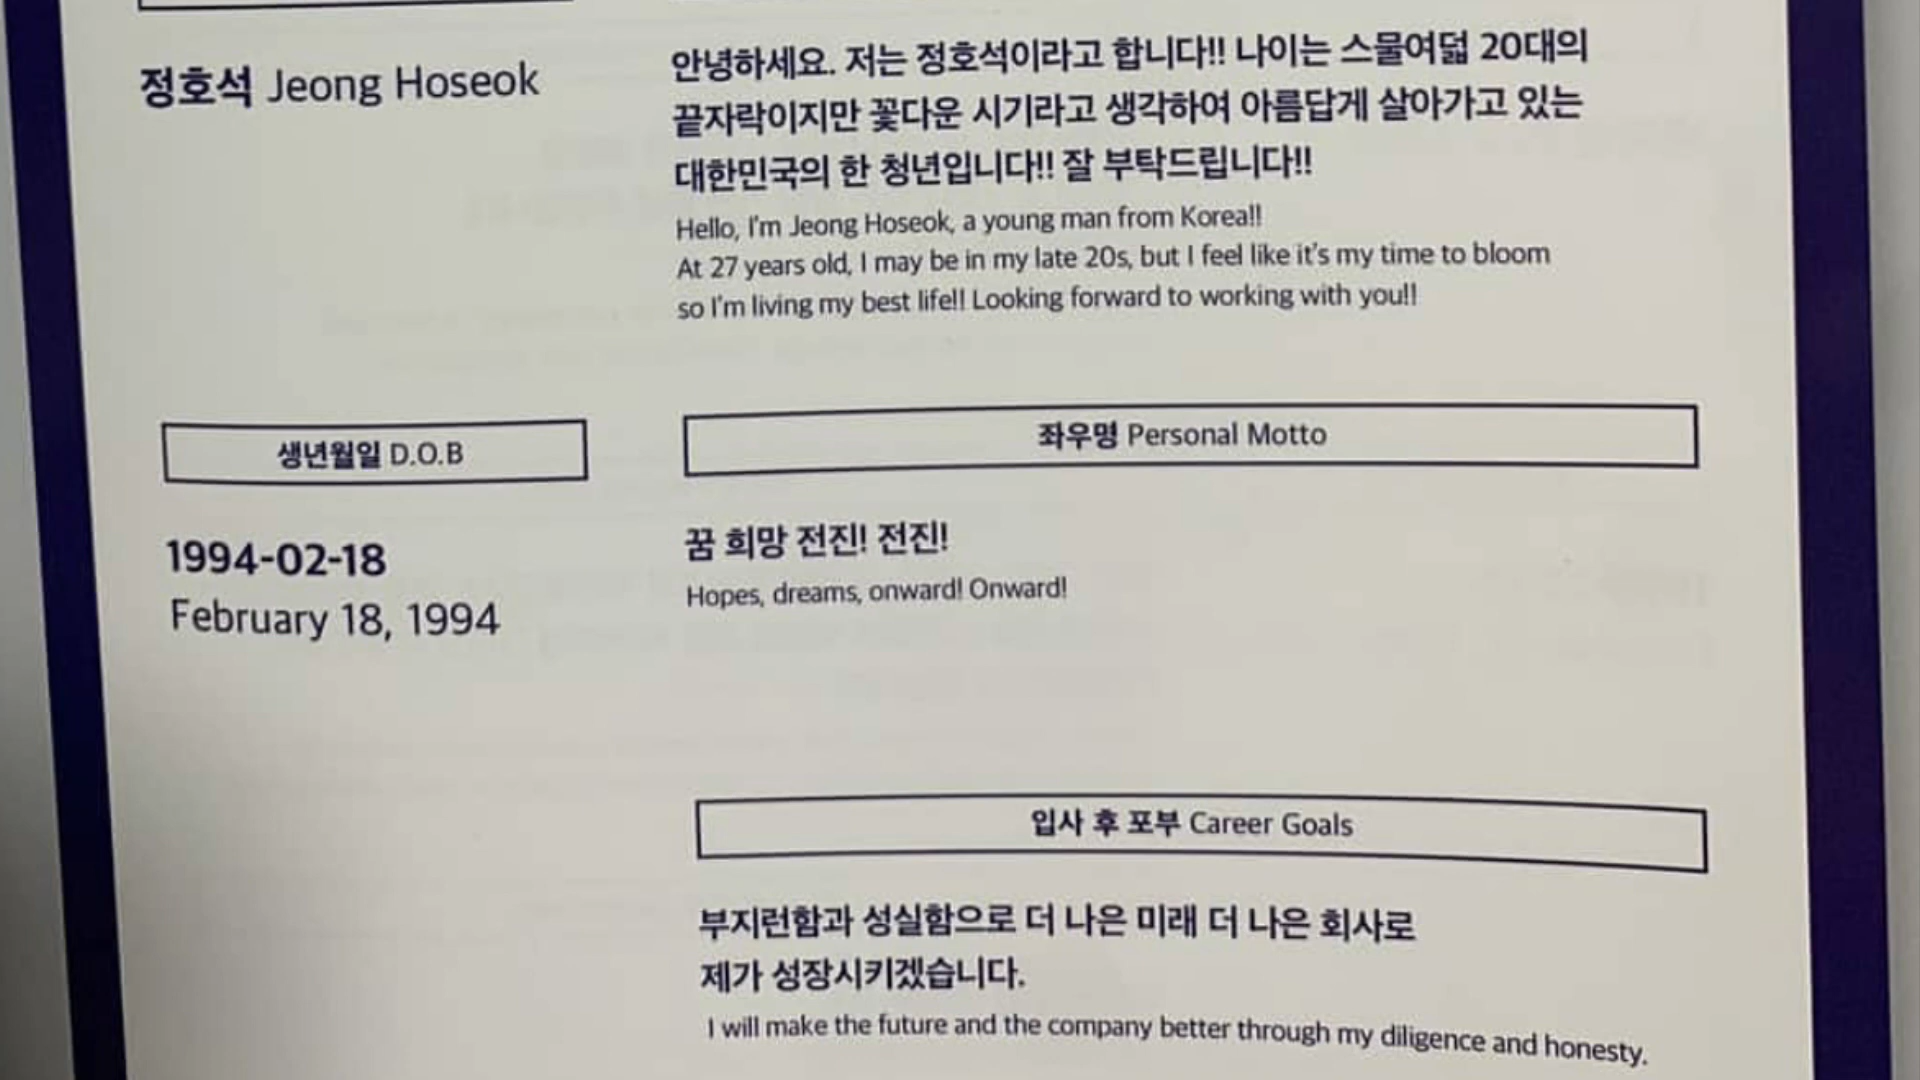 정호석 Jeong Hoseok
안녕하세요. 저는 정호석이라고 합니다!! 나이는 스물여덟 20대의
끝자락이지만 꽃다운 시기라고 생각하여 아름답게 살아가고 있는
대한민국의 한 청년입니다!! 잘 부탁드립니다!!
Hello, I'm Jeong Hoseok, a young man from Korea!!
At 27 years old, I may be in my late 20s, but I feel like it's my time to bloom
so I'm living my best life!! Looking forward to working with you!!
생년월일 D.O.B
1994-02-18
February 18, 1994
좌우명 Personal Motto
꿈 희망 전진! 전진!
Hopes, dreams, onward! Onward!
입사 후 포부 Career Goals
부지런함과 성실함으로 더 나은 미래 더 나은 회사로
제가 성장시키겠습니다.
I will make the future and the company better through my diligence and honesty.